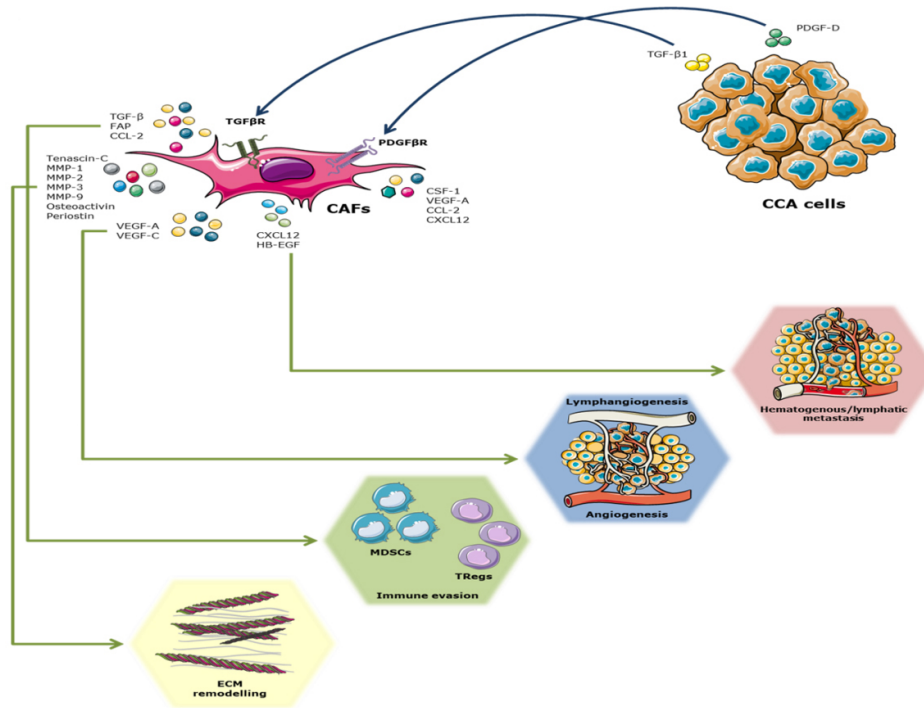 PDGF-D
TGF-β1
TGF-β
FAP
CCL-2
TGFβR
PDGFβR
Tenascin-C
MMP-1
MMP-2
MMP-3
MMP-9
Osteoactivin
Periostin
CAFs
CSF-1
VEGF-A
CCL-2
CXCL12
CCA cells
VEGF-A
VEGF-C
CXCL12
HB-EGF
Hematogenous/lymphatic
metastasis
Lymphangiogenesis
Angiogenesis
MDSCs
TRegs
Immune evasion
ECM
remodelling